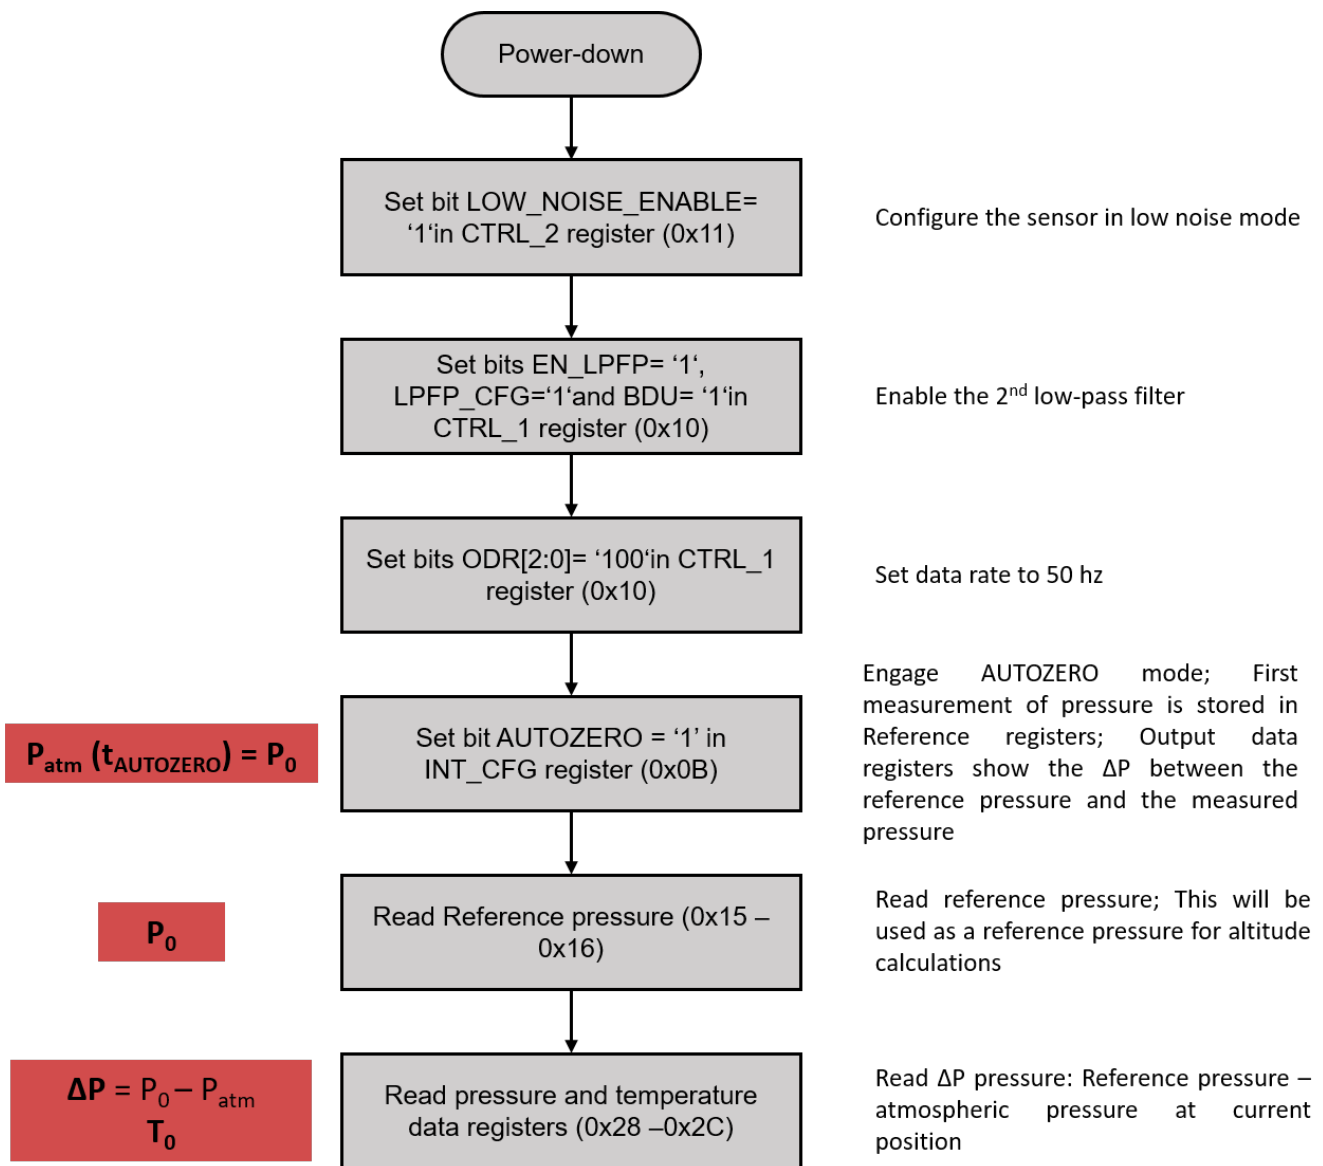 Power-down
Set bit LOW_NOISE_ENABLE=
‘1‘in CTRL_2 register (0x11)
Configure the sensor in low noise mode
Set bits EN_LPFP= ‘1‘,
LPFP_CFG=‘1‘and BDU= ‘1‘in
CTRL_1 register (0x10)
Enable the 2nd low-pass filter
Set bits ODR[2:0]= ‘100‘in CTRL_1
register (0x10)
Set data rate to 50 hz
Patm (tAUTOZERO) = P0
Set bit AUTOZERO = ‘1’ in
INT_CFG register (0x0B)
Engage AUTOZERO mode; First
measurement of pressure is stored in
Reference registers; Output data
registers show the ΔP between the
reference pressure and the measured
pressure
P0
Read Reference pressure (0x15 –
0x16)
Read reference pressure; This will be
used as a reference pressure for altitude
calculations
ΔP = P0 – Patm
T0
Read pressure and temperature
data registers (0x28 –0x2C)
Read ΔP pressure: Reference pressure –
atmospheric pressure at current
position